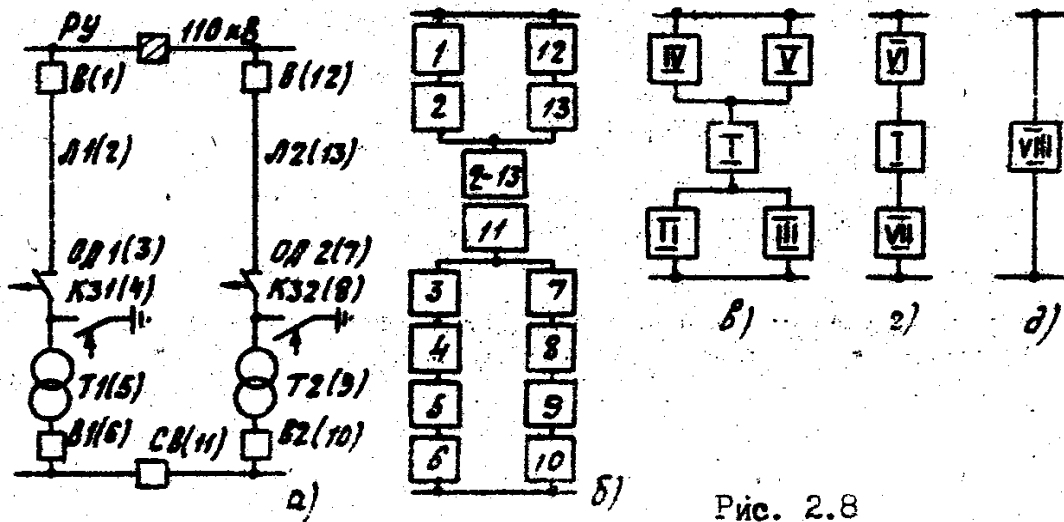 РУ 110 кВ
В(1)
В(12)
Л1(2)
Л2(13)
ОД1(3)
ОД2(7)
КЗ1(4)
КЗ2(8)
Т1(5)
Т2(9)
В1(6)
СВ(11)
В2(10)
а)
1
12
2
13
2-13
11
3
7
4
8
5
9
6
10
б)
IV
V
I
II
III
в)
VI
I
VII
г)
VIII
д)
Рис. 2.8